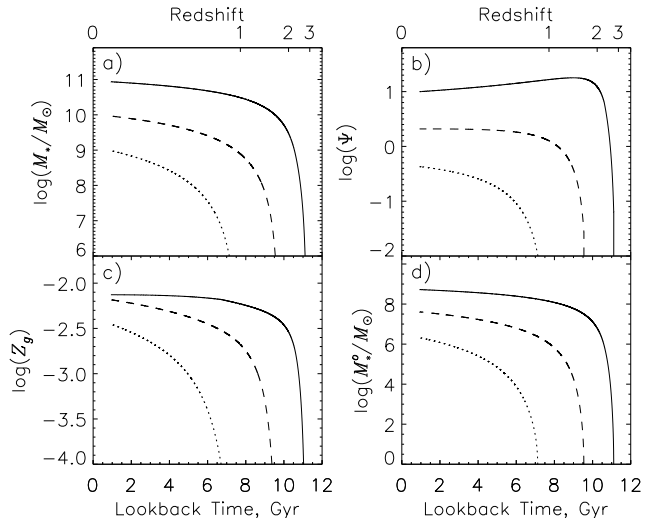 Redshift
Redshift
0 1 2 3
0 1 2 3
a)
b)
log(M*/M⊙)
11
10
9
8
7
6
log(Ψ)
1
0
−1
−2
c)
d)
log(Zg)
−2.0
−2.5
−3.0
−3.5
−4.0
log(M*o/M⊙)
8
6
4
2
0
0 2 4 6 8 10 12
0 2 4 6 8 10 12
Lookback Time, Gyr
Lookback Time, Gyr